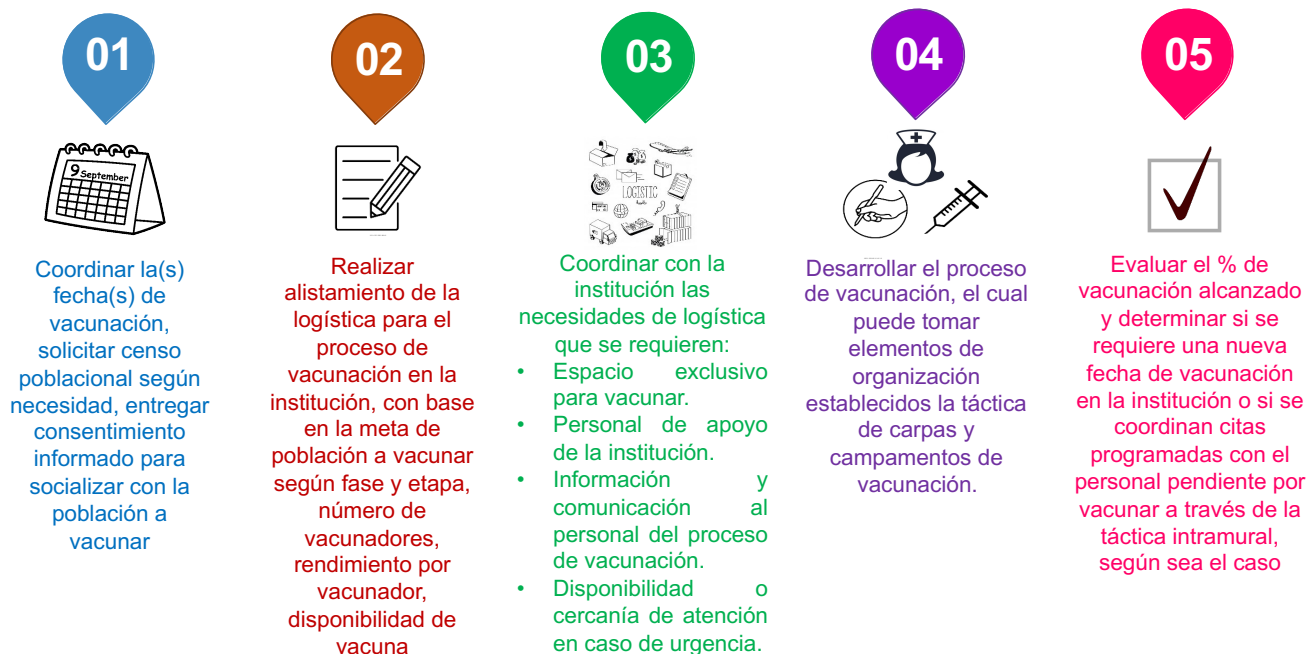 01
9 September
Coordinar la(s)
fecha(s) de
vacunación,
solicitar censo
poblacional según
necesidad, entregar
consentimiento
informado para
socializar con la
población a
vacunar
02
Realizar
alistamiento de la
logística para el
proceso de
vacunación en la
institución, con base
en la meta de
población a vacunar
según fase y etapa,
número de
vacunadores,
rendimiento por
vacunador,
disponibilidad de
vacuna
03
LOGISTIC
Coordinar con la
institución las
necesidades de logística
que se requieren:
• Espacio exclusivo
para vacunar.
• Personal de apoyo
de la institución.
• Información y
comunicación al
personal del proceso
de vacunación.
• Disponibilidad o
cercanía de atención
en caso de urgencia.
04
Desarrollar el proceso
de vacunación, el cual
puede tomar
elementos de
organización
establecidos la táctica
de carpas y
campamentos de
vacunación.
05
Evaluar el % de
vacunación alcanzado
y determinar si se
requiere una nueva
fecha de vacunación
en la institución o si se
coordinan citas
programadas con el
personal pendiente por
vacunar a través de la
táctica intramural,
según sea el caso